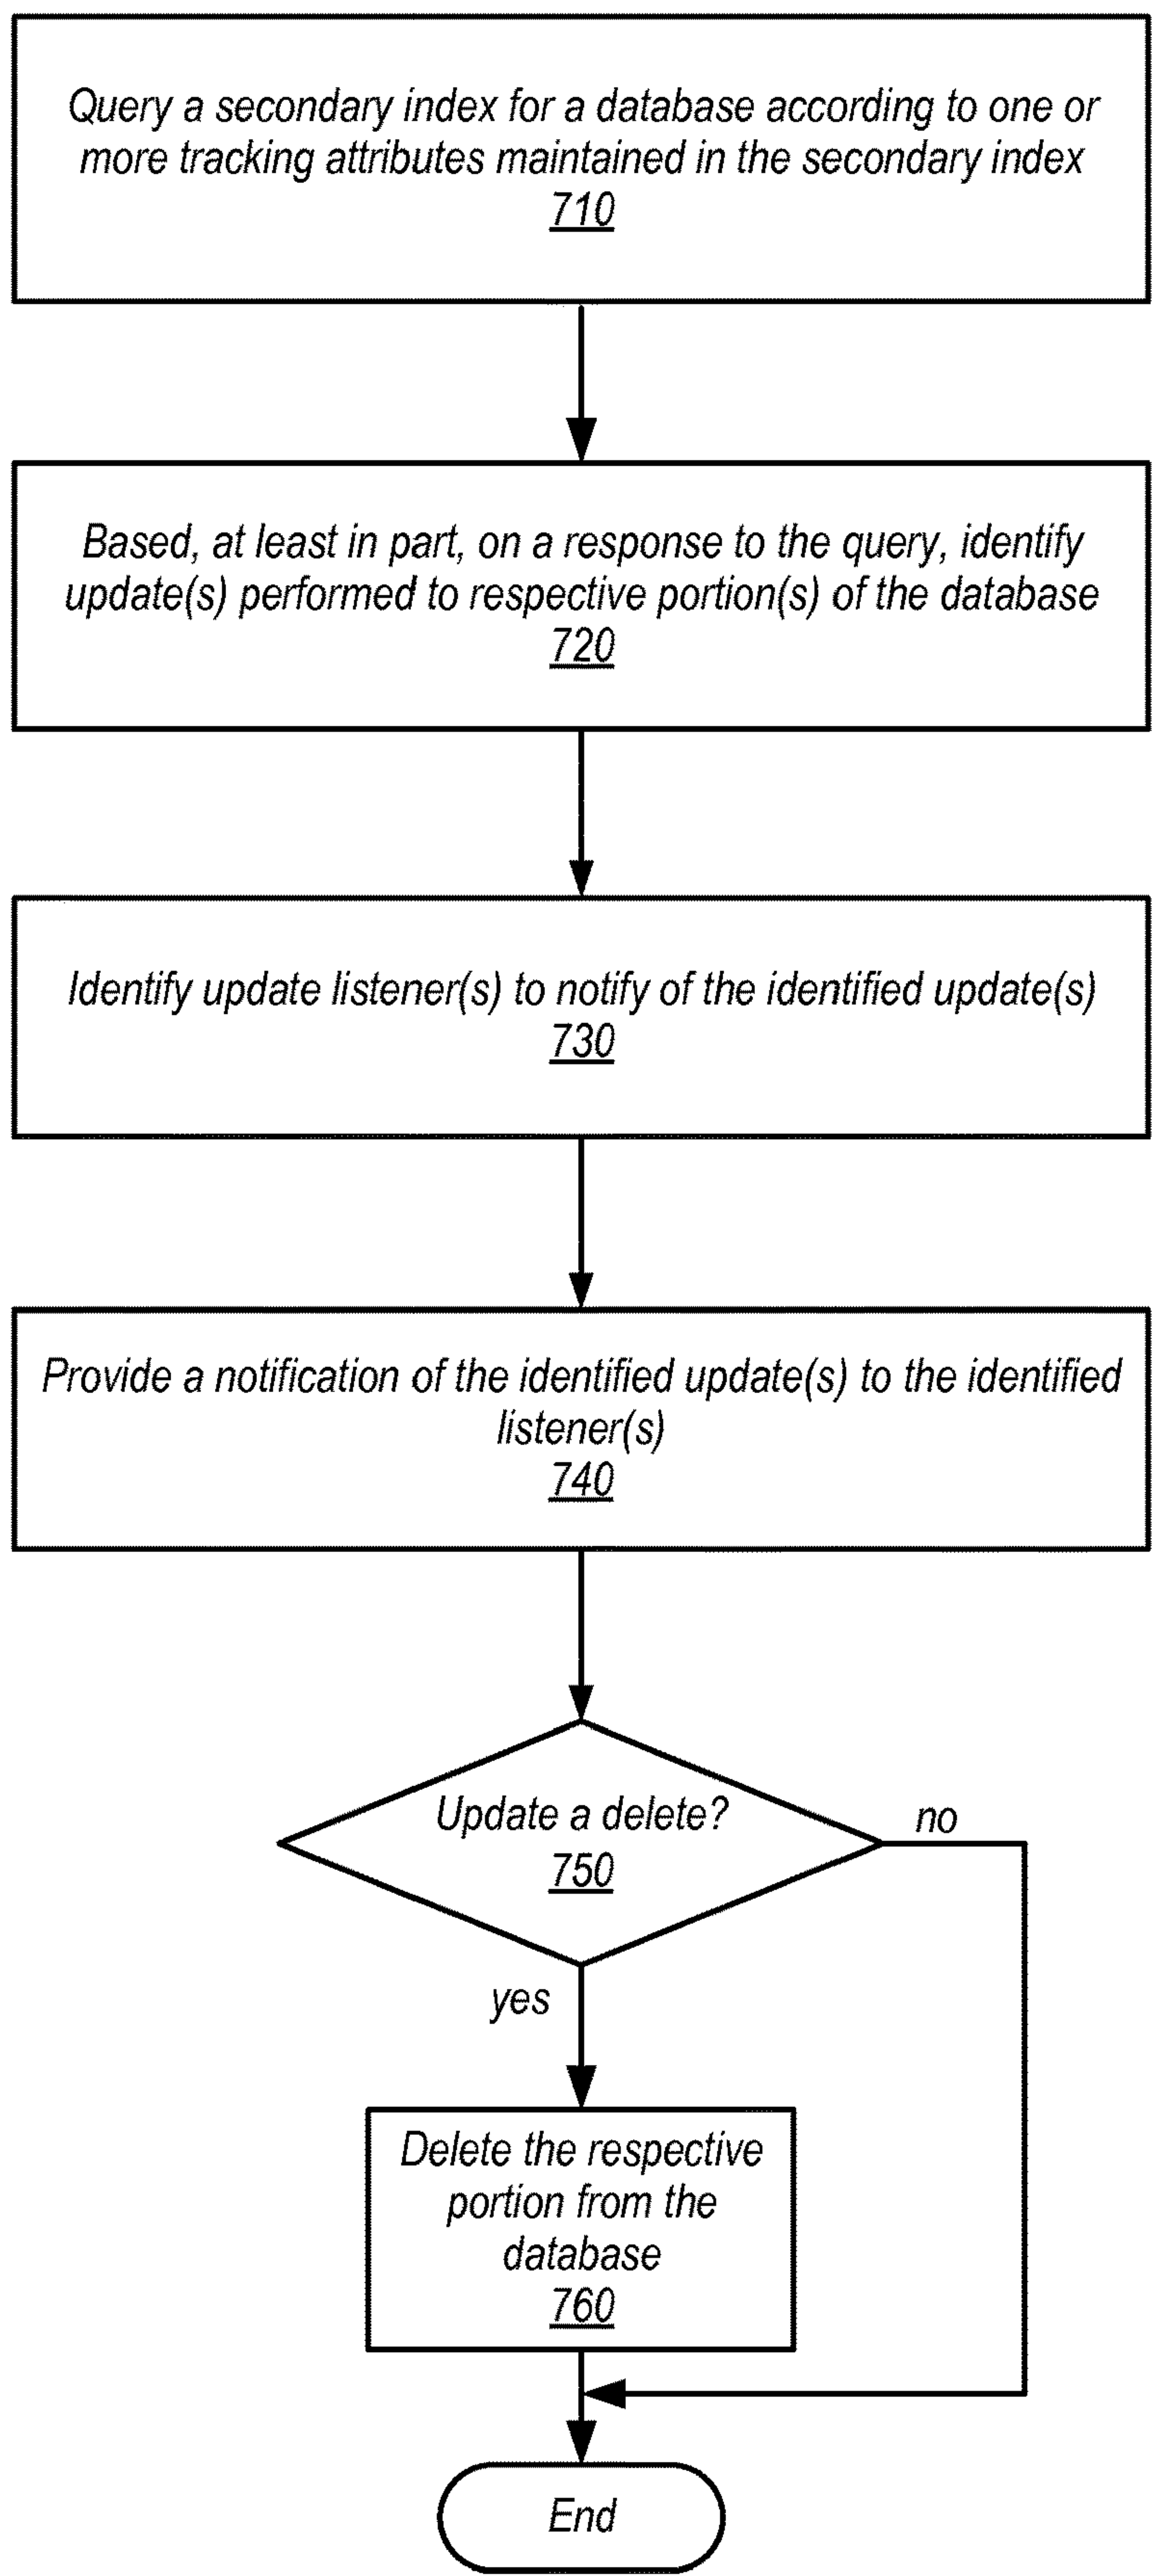 Query a secondary index for a database according to one or
more tracking attributes maintained in the secondary index
710
Based, at least in part, on a response to the query, identify
update(s) performed to respective portion(s) of the database
720
Identify update listener(s) to notify of the identified update(s)
730
Provide a notification of the identified update(s) to the identified
listener(s)
740
Update a delete?
750
no
yes
Delete the respective
portion from the
database
760
End